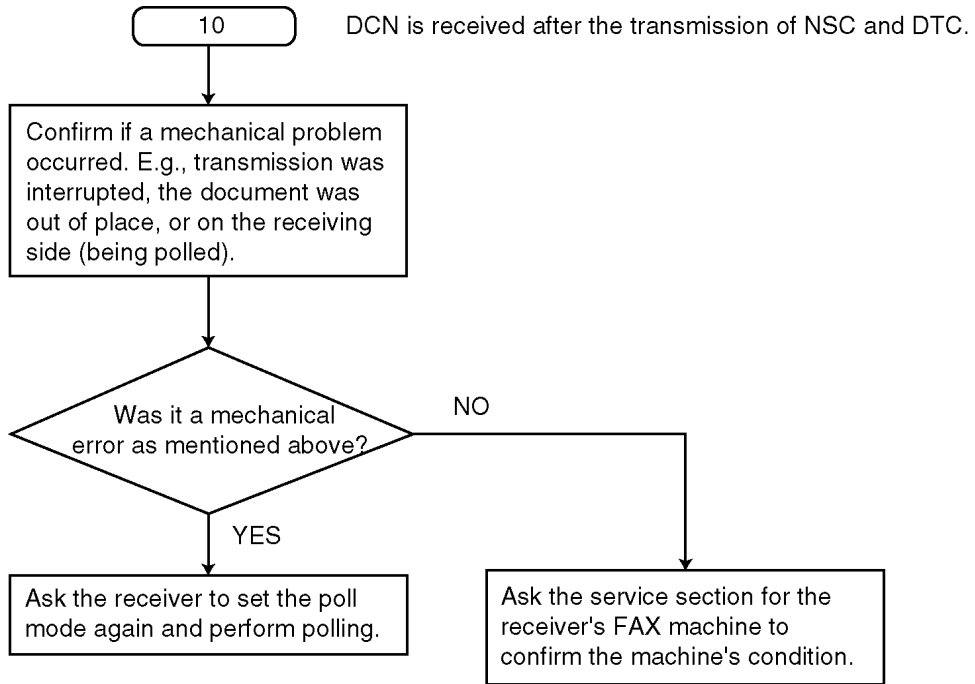 10
DCN is received after the transmission of NSC and DTC.
Confirm if a mechanical problem
occurred. E.g., transmission was
interrupted, the document was
out of place, or on the receiving
side (being polled).
Was it a mechanical
error as mentioned above?
NO
YES
Ask the receiver to set the poll
mode again and perform polling.
Ask the service section for the
receiver's FAX machine to
confirm the machine's condition.